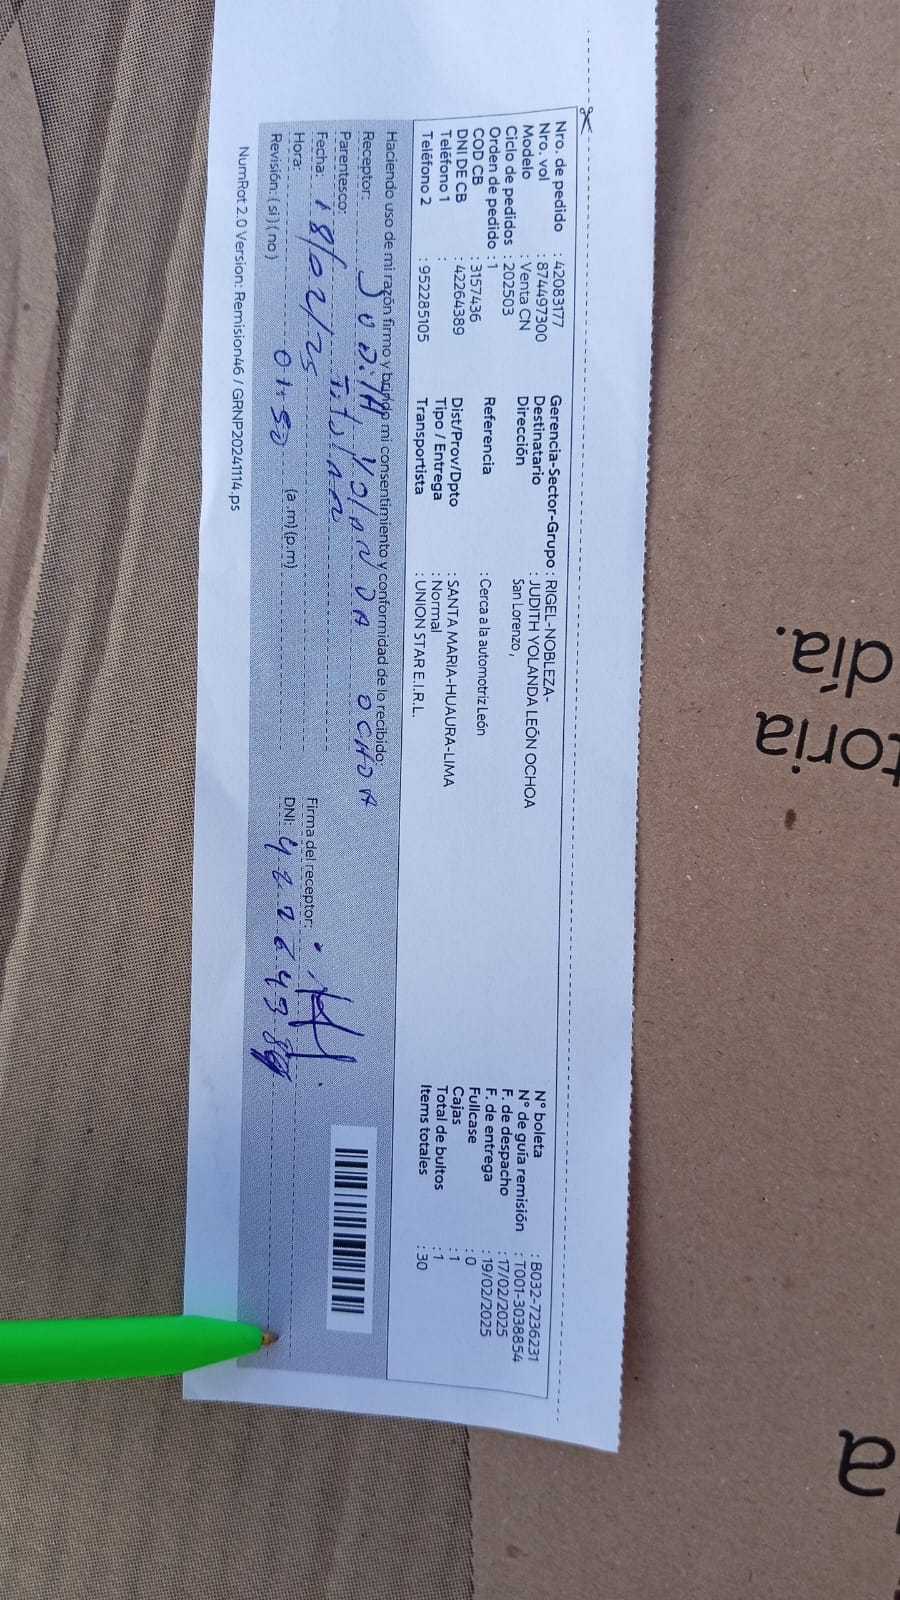 Nro. de pedido : 42083177
Nro. vol : 874497300
Modelo : Venta CN
Ciclo de pedidos : 202503
Orden de pedido : 1
COD CB : 3157436
DNI DE CB : 42264389
Teléfono 1 :
Teléfono 2 : 952285105
Gerencia-Sector-Grupo : RIGEL-NOBLEZA-
Destinatario : JUDITH YOLANDA LEÓN OCHOA
Dirección San Lorenzo ,
Referencia : Cerca a la automotriz León
Dist/Prov/Dpto : SANTA MARIA-HUAURA-LIMA
Tipo / Entrega : Normal
Transportista : UNION STAR E.I.R.L.
N° boleta : B032-7236231
N° de guía remisión : T001-3038854
F. de despacho : 17/02/2025
F. de entrega : 19/02/2025
Fullcase : 0
Cajas : 1
Total de bultos : 1
Items totales : 30
Haciendo uso de mi razón firmo y brindo mi consentimiento y conformidad de lo recibido:
Receptor: Judith Yolanda Ochoa
Parentesco: Titular
Fecha: 18/02/25
Hora: 01:50 (a.m) (p.m)
Revisión: ( si ) ( no )
Firma del receptor:
DNI: 42264389
NumRot 2.0 Version: Remision46 / GRNP20241114.ps
toria
día.
a